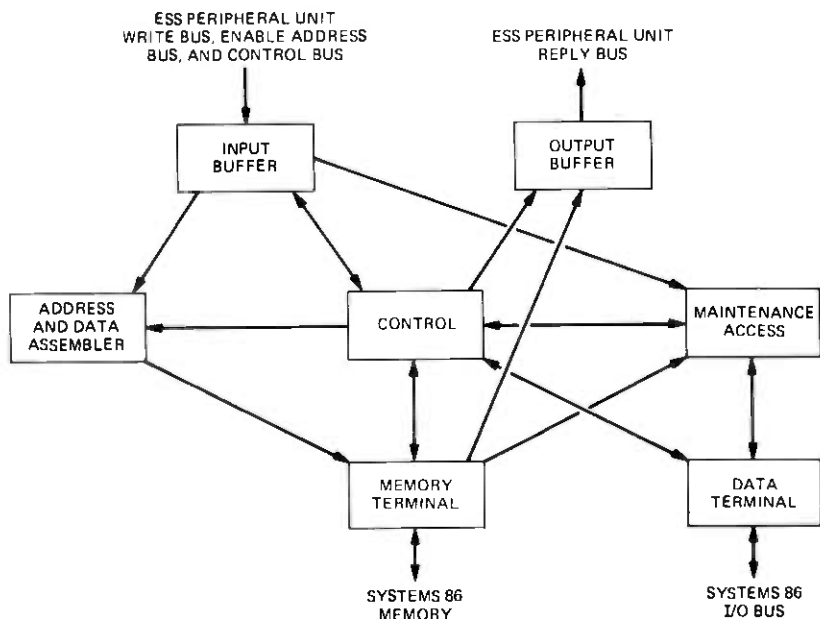 ESS PERIPHERAL UNIT
WRITE BUS, ENABLE ADDRESS
BUS, AND CONTROL BUS
ESS PERIPHERAL UNIT
REPLY BUS
INPUT
BUFFER
OUTPUT
BUFFER
ADDRESS
AND DATA
ASSEMBLER
CONTROL
MAINTENANCE
ACCESS
MEMORY
TERMINAL
DATA
TERMINAL
SYSTEMS 86
MEMORY
SYSTEMS 86
I/O BUS